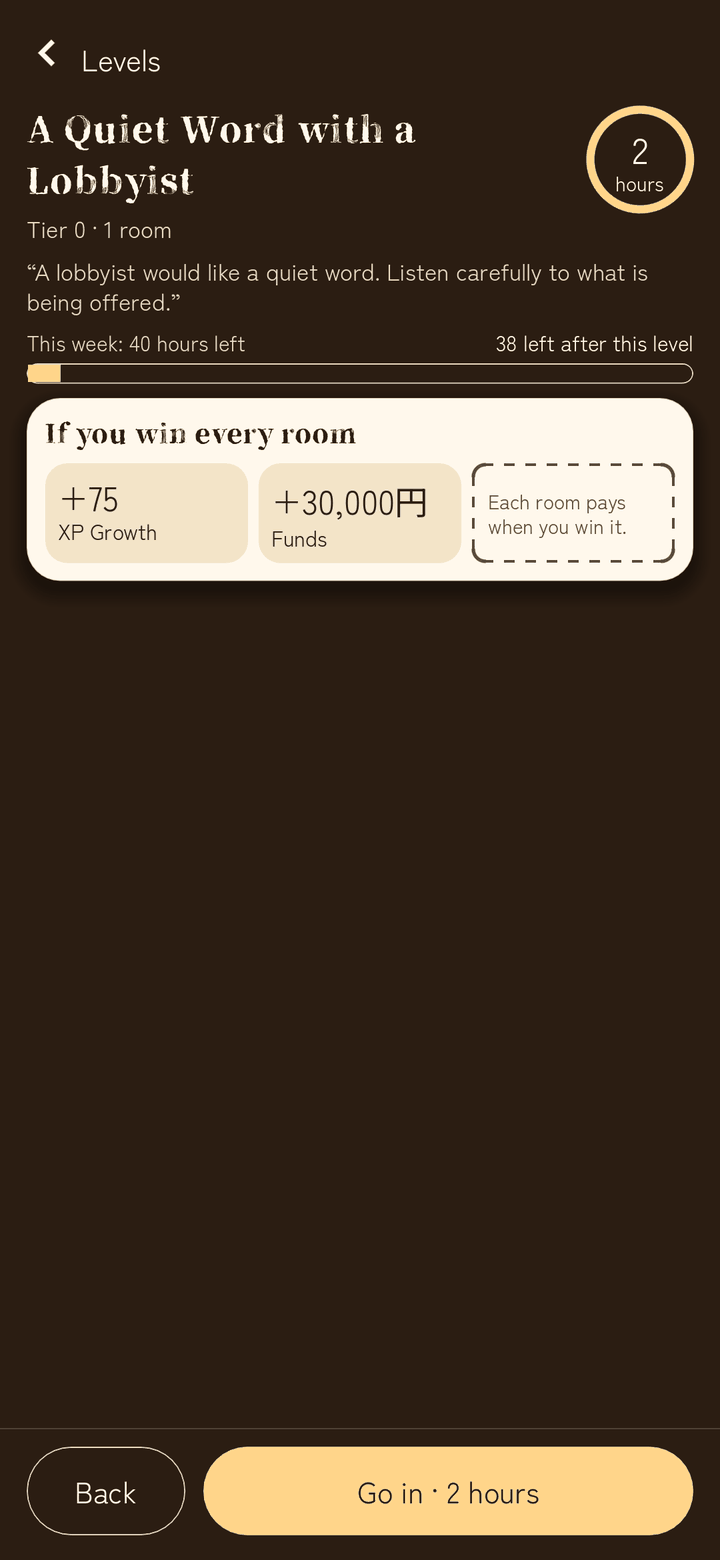 Levels
A Quiet Word with a
Lobbyist
2
hours
Tier 0 · 1 room
“A lobbyist would like a quiet word. Listen carefully to what is
being offered.”
This week: 40 hours left
38 left after this level
If you win every room
+75
XP Growth
+30,000円
Funds
Each room pays
when you win it.
Back
Go in · 2 hours